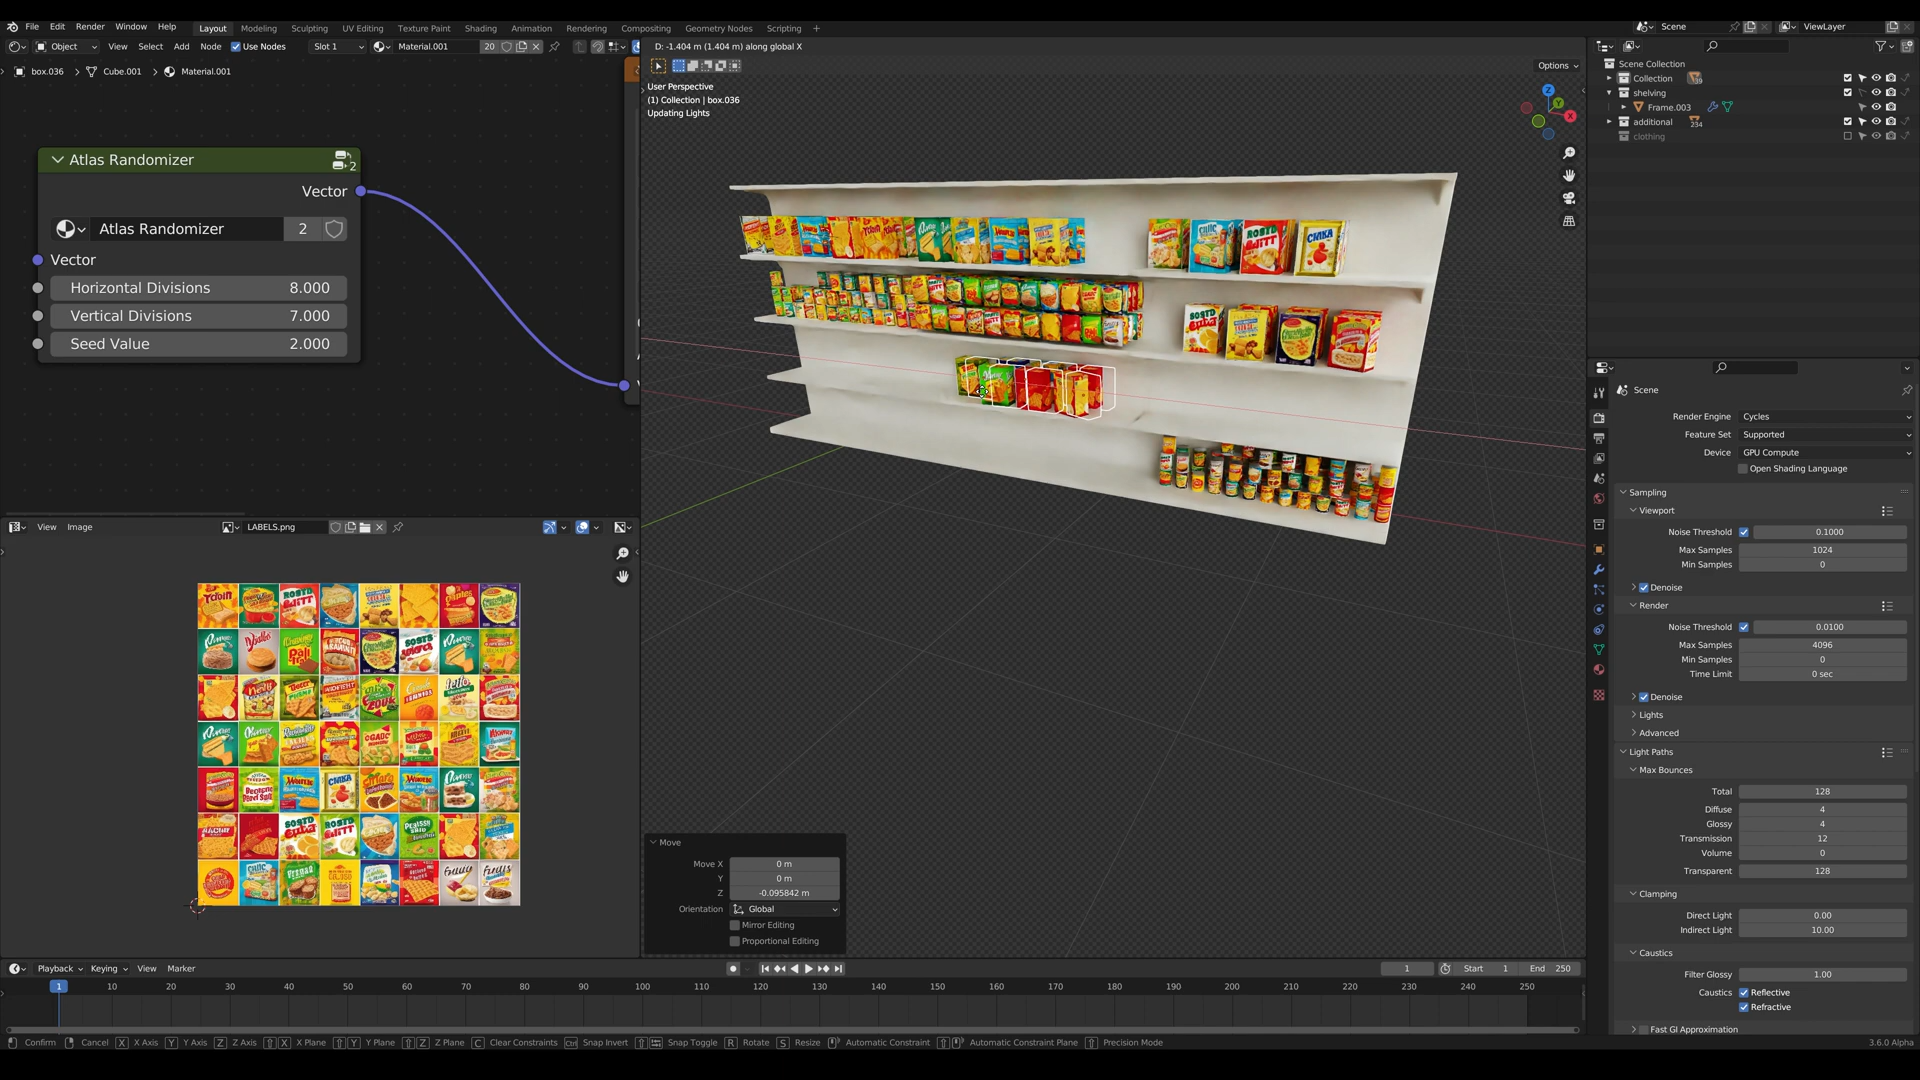 File Edit Render Window Help Layout Modeling Sculpting UV Editing Texture Paint Shading Animation Rendering Compositing Geometry Nodes Scripting + Scene ViewLayer
Object View Select Add Node Use Nodes Slot 1 Material.001 20 D: -1.404 m (1.404 m) along global X
Options
box.036 > Cube.001 > Material.001
User Perspective
(1) Collection | box.036
Updating Lights
Z
Y
X
Atlas Randomizer 2
Vector
Atlas Randomizer 2
Vector
Horizontal Divisions 8.000
Vertical Divisions 7.000
Seed Value 2.000
Scene Collection
Collection 39
shelving
Frame.003
additional 234
clothing
Scene
Render Engine Cycles
Feature Set Supported
Device GPU Compute
Open Shading Language
Sampling
Viewport
Noise Threshold 0.1000
Max Samples 1024
Min Samples 0
Denoise
Render
Noise Threshold 0.0100
Max Samples 4096
Min Samples 0
Time Limit 0 sec
Denoise
Lights
Advanced
Light Paths
Max Bounces
Total 128
Diffuse 4
Glossy 4
Transmission 12
Volume 0
Transparent 128
Clamping
Direct Light 0.00
Indirect Light 10.00
Caustics
Filter Glossy 1.00
Caustics Reflective
Refractive
Fast GI Approximation
View Image LABELS.png
Move
Move X 0 m
Y 0 m
Z -0.095842 m
Orientation Global
Mirror Editing
Proportional Editing
Playback Keying View Marker 1 Start 1 End 250
1 10 20 30 40 50 60 70 80 90 100 110 120 130 140 150 160 170 180 190 200 210 220 230 240 250
Confirm Cancel X X Axis Y Y Axis Z Z Axis X X Plane Y Y Plane Z Z Plane C Clear Constraints Ctrl Snap Invert Snap Toggle R Rotate S Resize Automatic Constraint Automatic Constraint Plane Precision Mode 3.6.0 Alpha